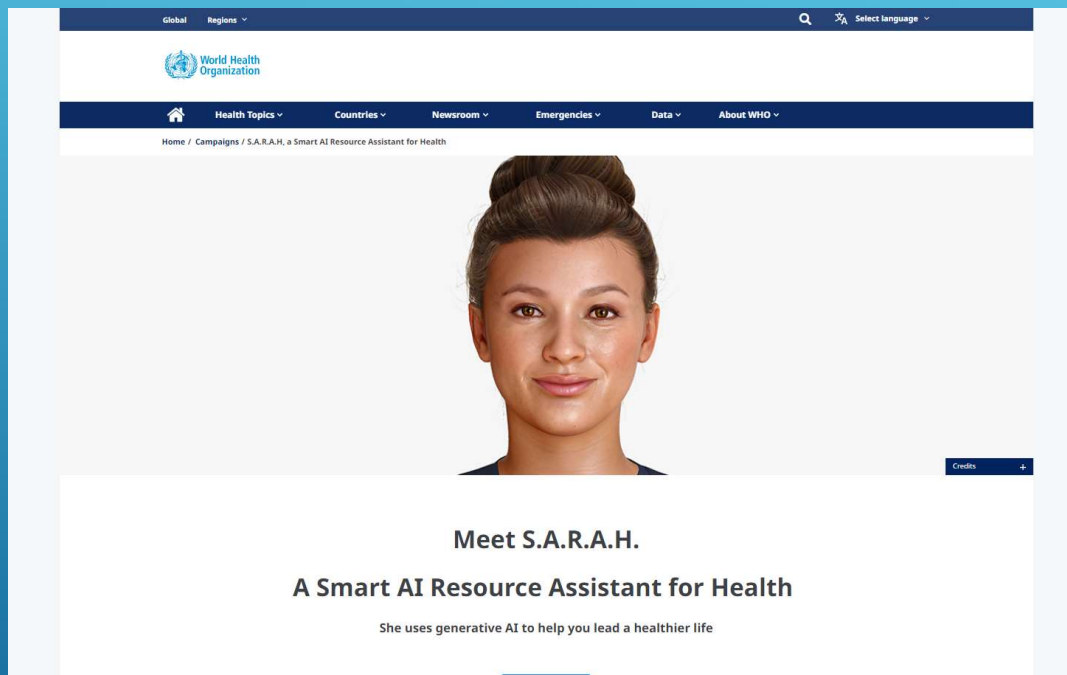 Global Regions Select language
World Health
Organization
Health Topics Countries Newsroom Emergencies Data About WHO
Home / Campaigns / S.A.R.A.H, a Smart AI Resource Assistant for Health
Credits +
Meet S.A.R.A.H.
A Smart AI Resource Assistant for Health
She uses generative AI to help you lead a healthier life